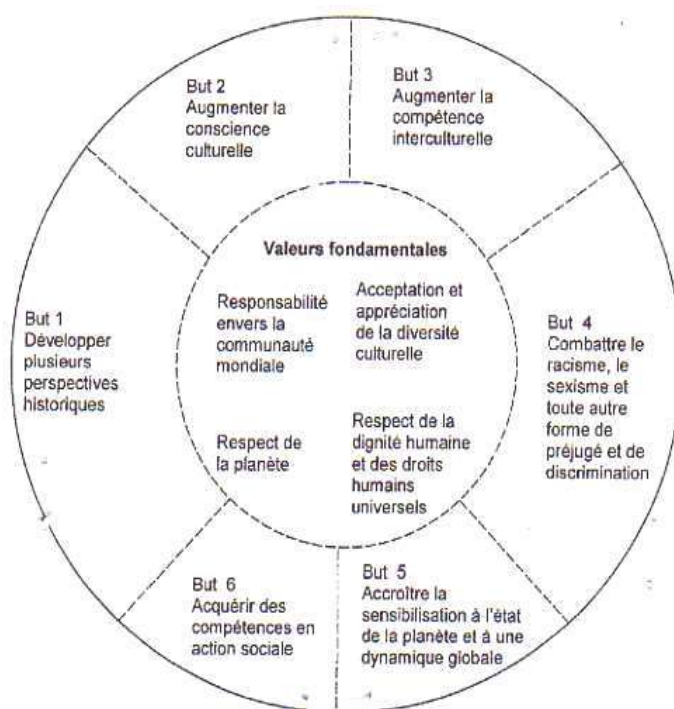 But 1
Développer
plusieurs
perspectives
historiques
But 2
Augmenter la
conscience
culturelle
But 3
Augmenter la
compétence
interculturelle
But 4
Combattre le
racisme, le
sexisme et
toute autre
forme de
préjugé et de
discrimination
But 5
Accroître la
sensibilisation à l'état
de la planète et à une
dynamique globale
But 6
Acquérir des
compétences en
action sociale
Valeurs fondamentales
Responsabilité
envers la
communauté
mondiale
Acceptation et
appréciation
de la diversité
culturelle
Respect de
la planète
Respect de la
dignité humaine
et des droits
humains
universels